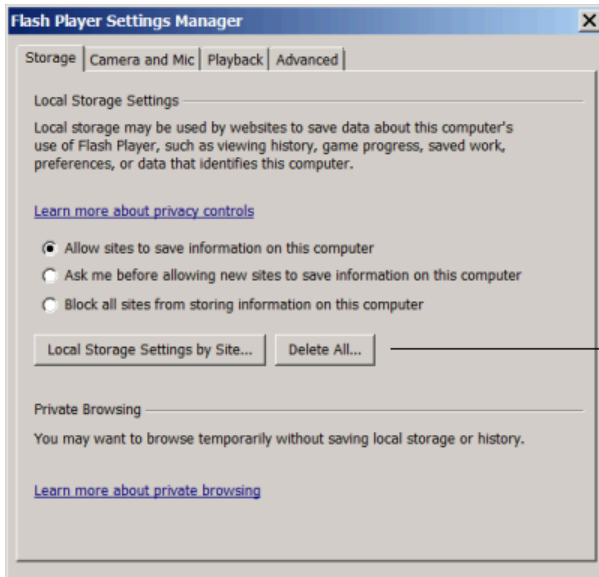 Flash Player Settings Manager
Storage Camera and Mic Playback Advanced
Local Storage Settings
Local storage may be used by websites to save data about this computer's
use of Flash Player, such as viewing history, game progress, saved work,
preferences, or data that identifies this computer.
Learn more about privacy controls
Allow sites to save information on this computer
Ask me before allowing new sites to save information on this computer
Block all sites from storing information on this computer
Local Storage Settings by Site... Delete All...
Private Browsing
You may want to browse temporarily without saving local storage or history.
Learn more about private browsing